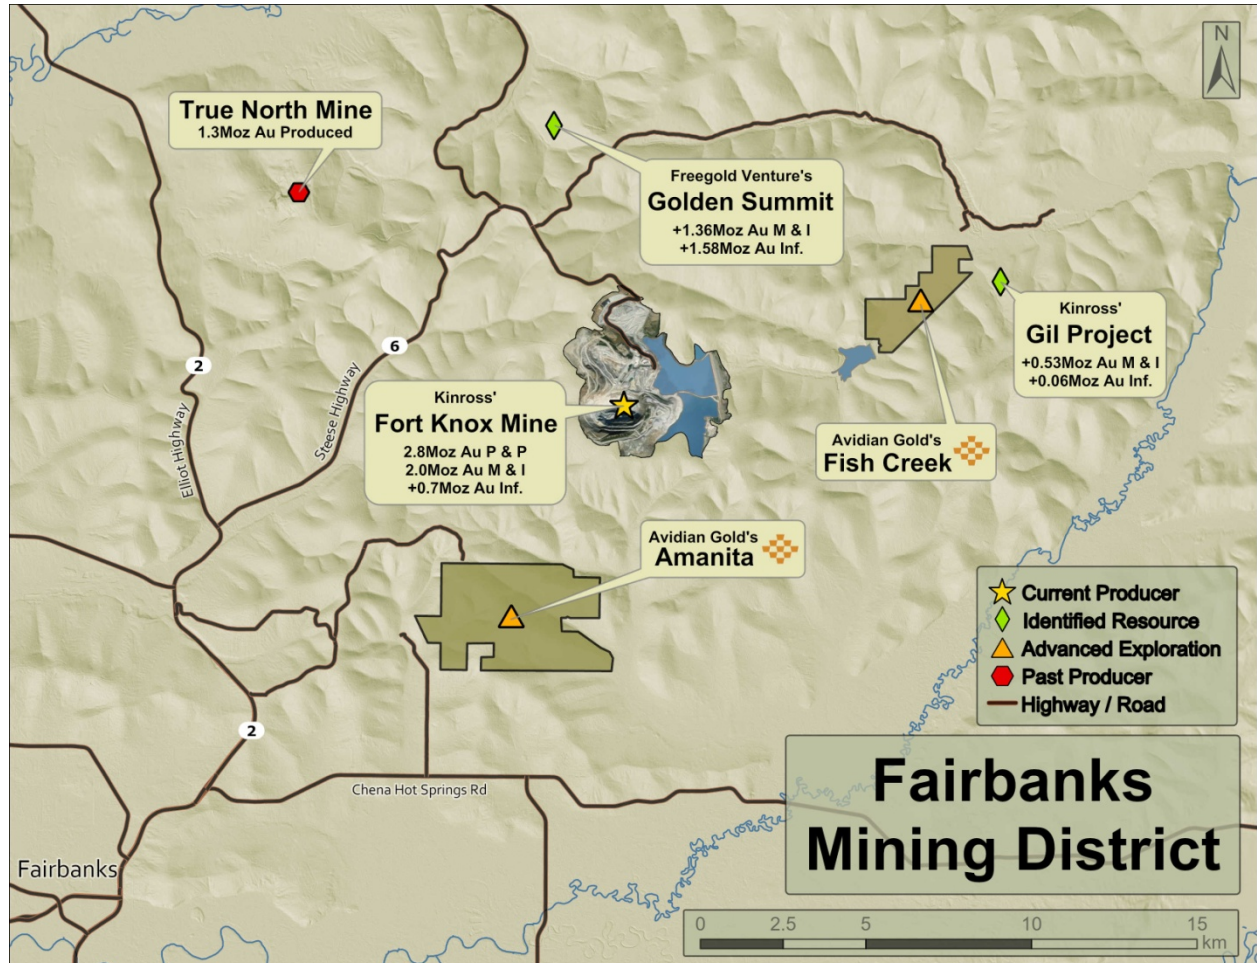 N
True North Mine
1.3Moz Au Produced
Freegold Venture's
Golden Summit
+1.36Moz Au M & I
+1.58Moz Au Inf.
Kinross'
Gil Project
+0.53Moz Au M & I
+0.06Moz Au Inf.
2
Elliot Highway
6
Steese Highway
Kinross'
Fort Knox Mine
2.8Moz Au P & P
2.0Moz Au M & I
+0.7Moz Au Inf.
Avidian Gold's
Fish Creek
Avidian Gold's
Amanita
Current Producer
Identified Resource
Advanced Exploration
Past Producer
Highway / Road
2
Chena Hot Springs Rd
Fairbanks
Fairbanks
Mining District
0 2.5 5 10 15
km